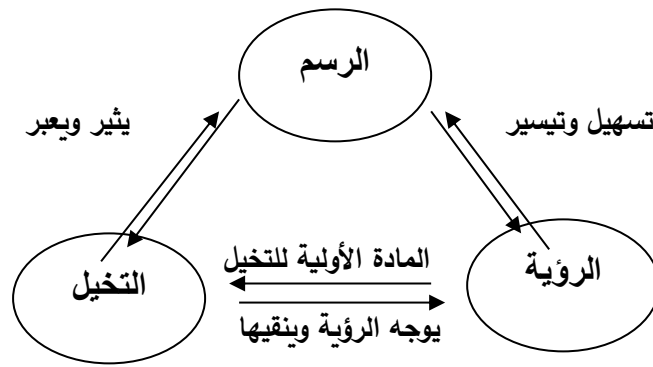 الرسم
تسهيل وتيسير
يثير ويعبر
المادة الأولية للتخيل
الرؤية
التخيل
يوجه الرؤية وينقيها